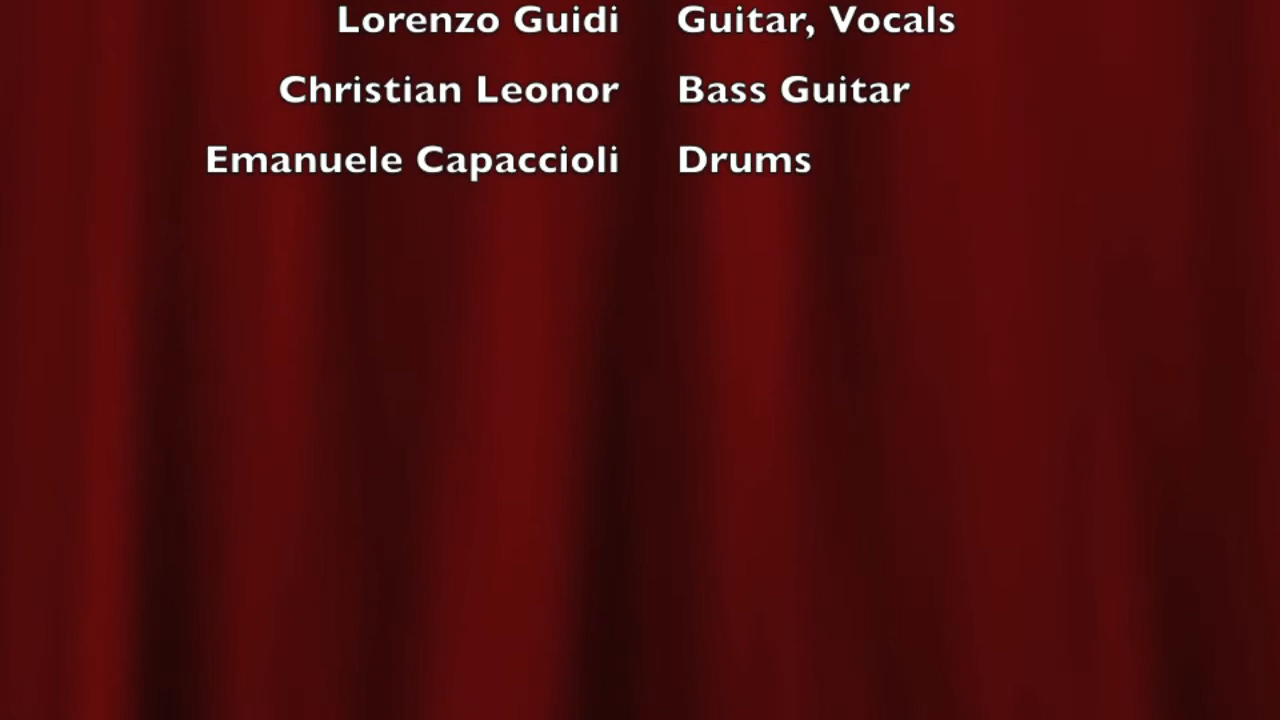 Lorenzo Guidi Guitar, Vocals
Christian Leonor Bass Guitar
Emanuele Capaccioli Drums